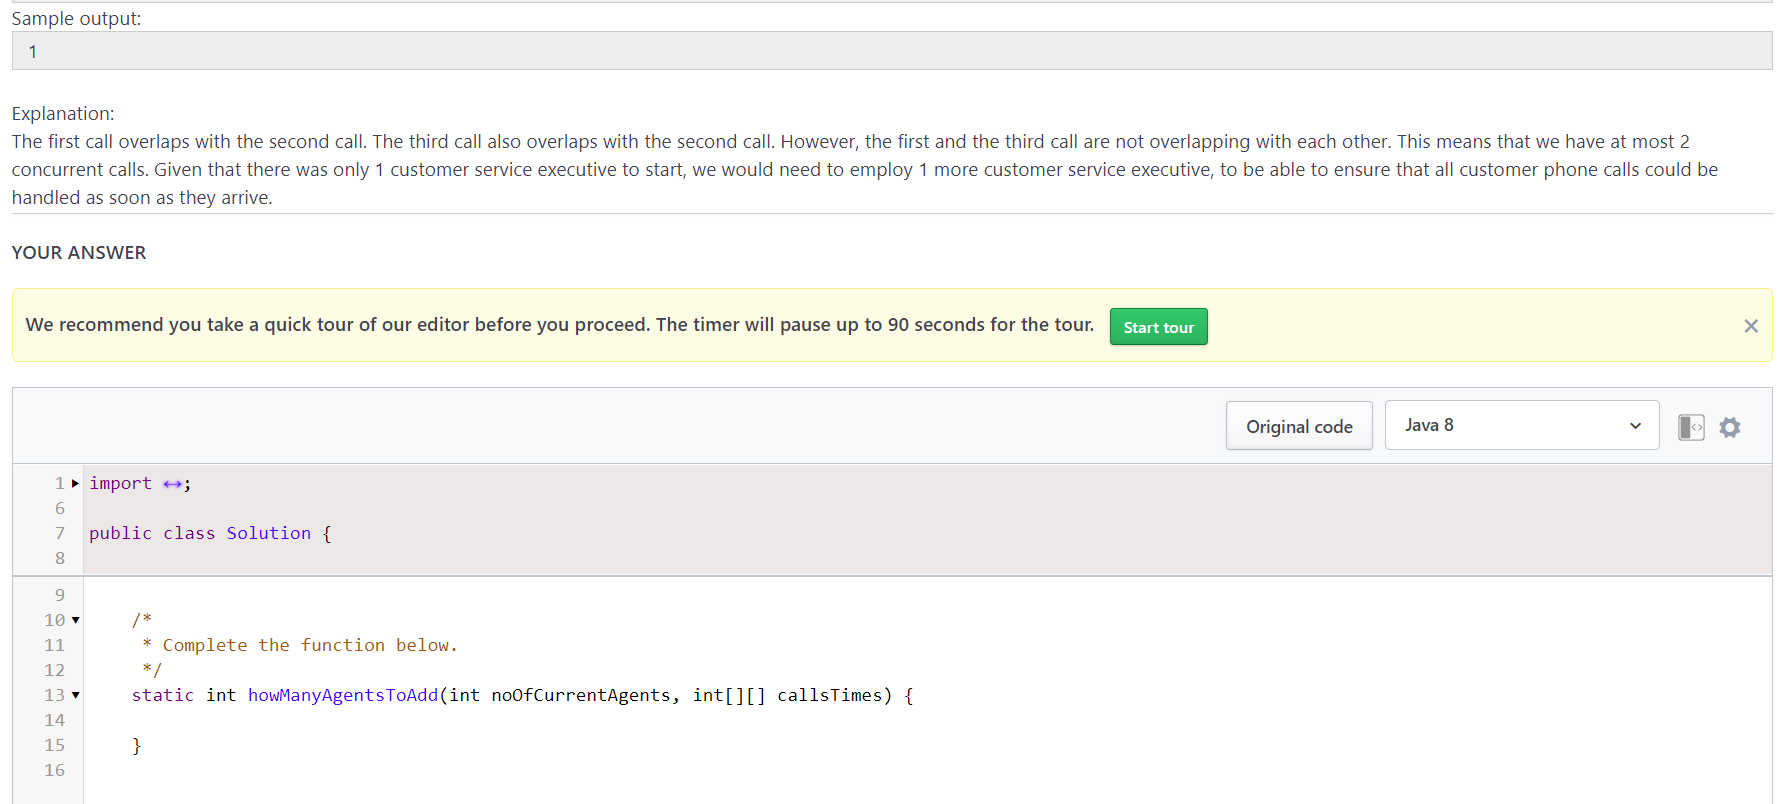 Sample output:
1
Explanation:
The first call overlaps with the second call. The third call also overlaps with the second call. However, the first and the third call are not overlapping with each other. This means that we have at most 2
concurrent calls. Given that there was only 1 customer service executive to start, we would need to employ 1 more customer service executive, to be able to ensure that all customer phone calls could be
handled as soon as they arrive.
YOUR ANSWER
We recommend you take a quick tour of our editor before you proceed. The timer will pause up to 90 seconds for the tour. Start tour ×
Original code Java 8
1 import ↔;
6
7 public class Solution {
8
9
10 /*
11 * Complete the function below.
12 */
13 static int howManyAgentsToAdd(int noOfCurrentAgents, int[][] callsTimes) {
14
15 }
16